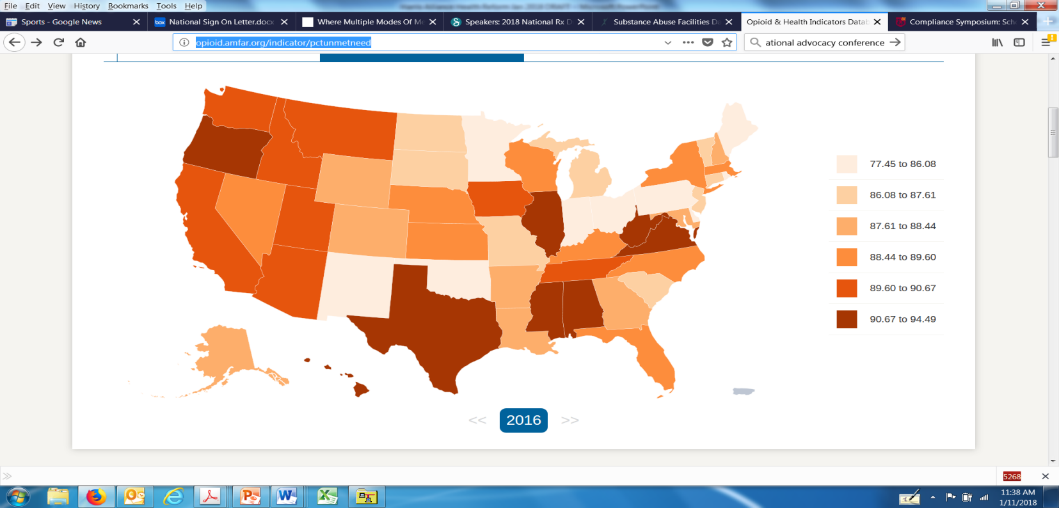 File Edit View History Bookmarks Tools Help
Sports - Google News
National Sign On Letter.docx
Where Multiple Modes Of M
Speakers: 2018 National Rx D
Substance Abuse Facilities Da
Opioid & Health Indicators Datab
Compliance Symposium: Sch
opioid.amfar.org/indicator/pctunmetneed
ational advocacy conference
77.45 to 86.08
86.08 to 87.61
87.61 to 88.44
88.44 to 89.60
89.60 to 90.67
90.67 to 94.49
<< 2016 >>
5268
11:38 AM
1/11/2018